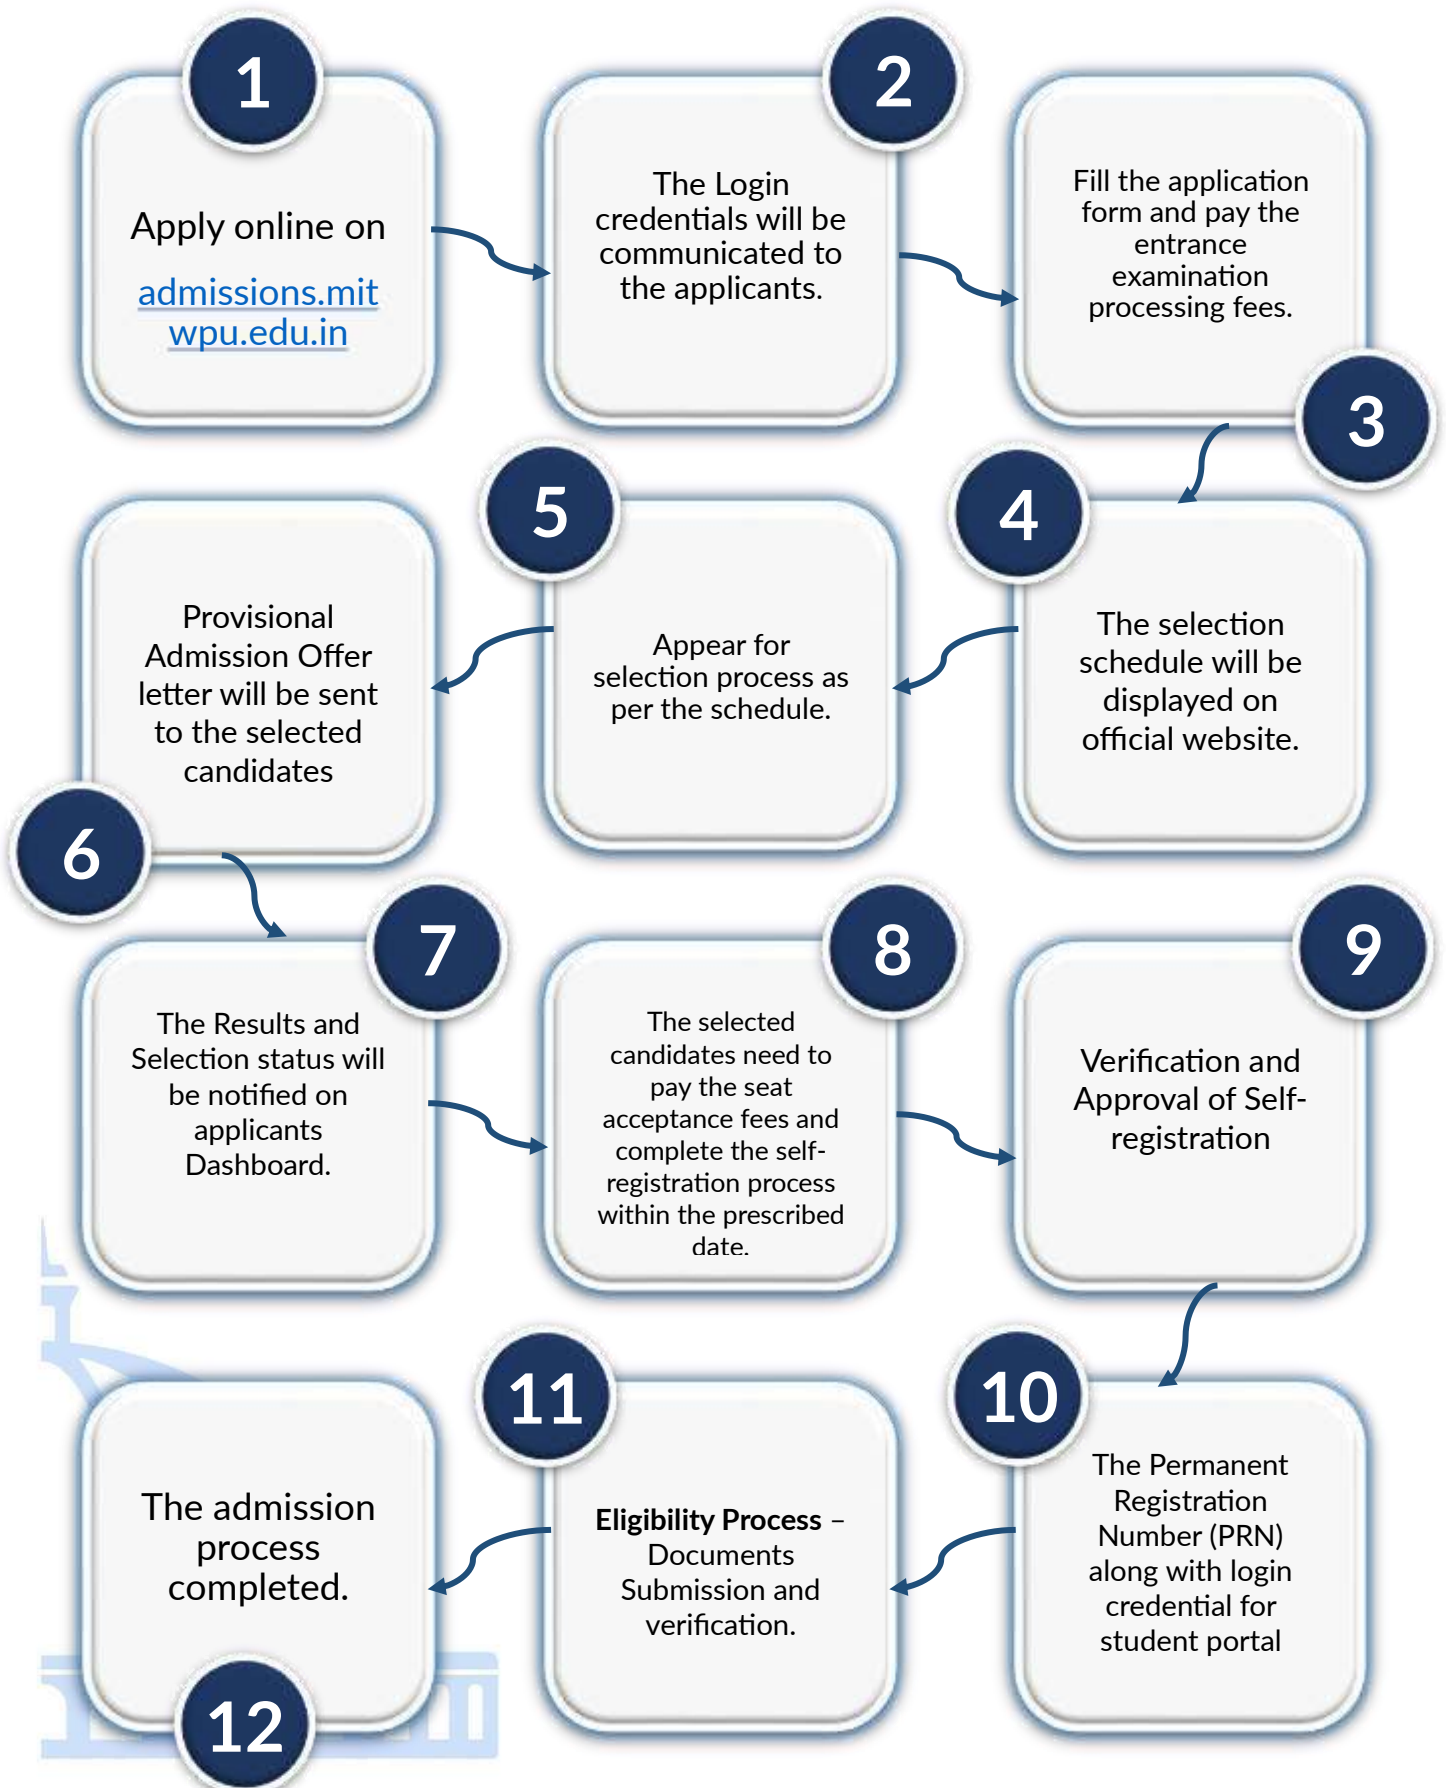 1
Apply online on
admissions.mit
wpu.edu.in
2
The Login
credentials will be
communicated to
the applicants.
Fill the application
form and pay the
entrance
examination
processing fees.
3
4
The selection
schedule will be
displayed on
official website.
5
Appear for
selection process as
per the schedule.
Provisional
Admission Offer
letter will be sent
to the selected
candidates
6
7
The Results and
Selection status will
be notified on
applicants
Dashboard.
8
The selected
candidates need to
pay the seat
acceptance fees and
complete the self-
registration process
within the prescribed
date.
9
Verification and
Approval of Self-
registration
10
The Permanent
Registration
Number (PRN)
along with login
credential for
student portal
11
Eligibility Process –
Documents
Submission and
verification.
The admission
process
completed.
12